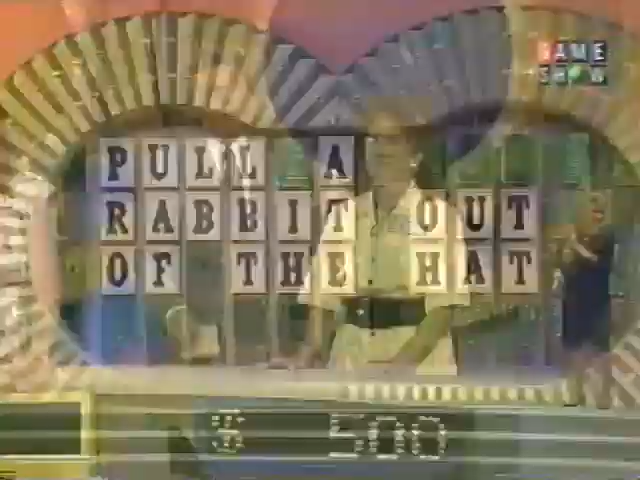 GAME
SHOW
PULL A
RABBIT OUT
OF THE HAT
$ 500